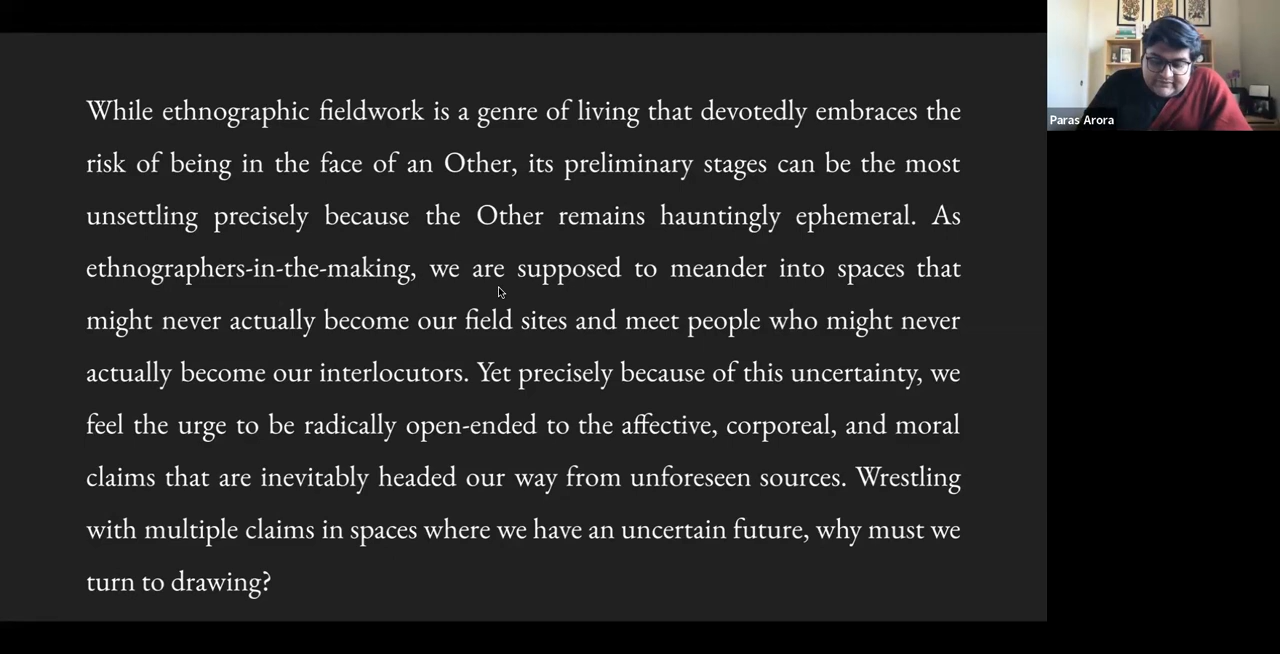 While ethnographic fieldwork is a genre of living that devotedly embraces the
risk of being in the face of an Other, its preliminary stages can be the most
unsettling precisely because the Other remains hauntingly ephemeral. As
ethnographers-in-the-making, we are supposed to meander into spaces that
might never actually become our field sites and meet people who might never
actually become our interlocutors. Yet precisely because of this uncertainty, we
feel the urge to be radically open-ended to the affective, corporeal, and moral
claims that are inevitably headed our way from unforeseen sources. Wrestling
with multiple claims in spaces where we have an uncertain future, why must we
turn to drawing?
Paras Arora